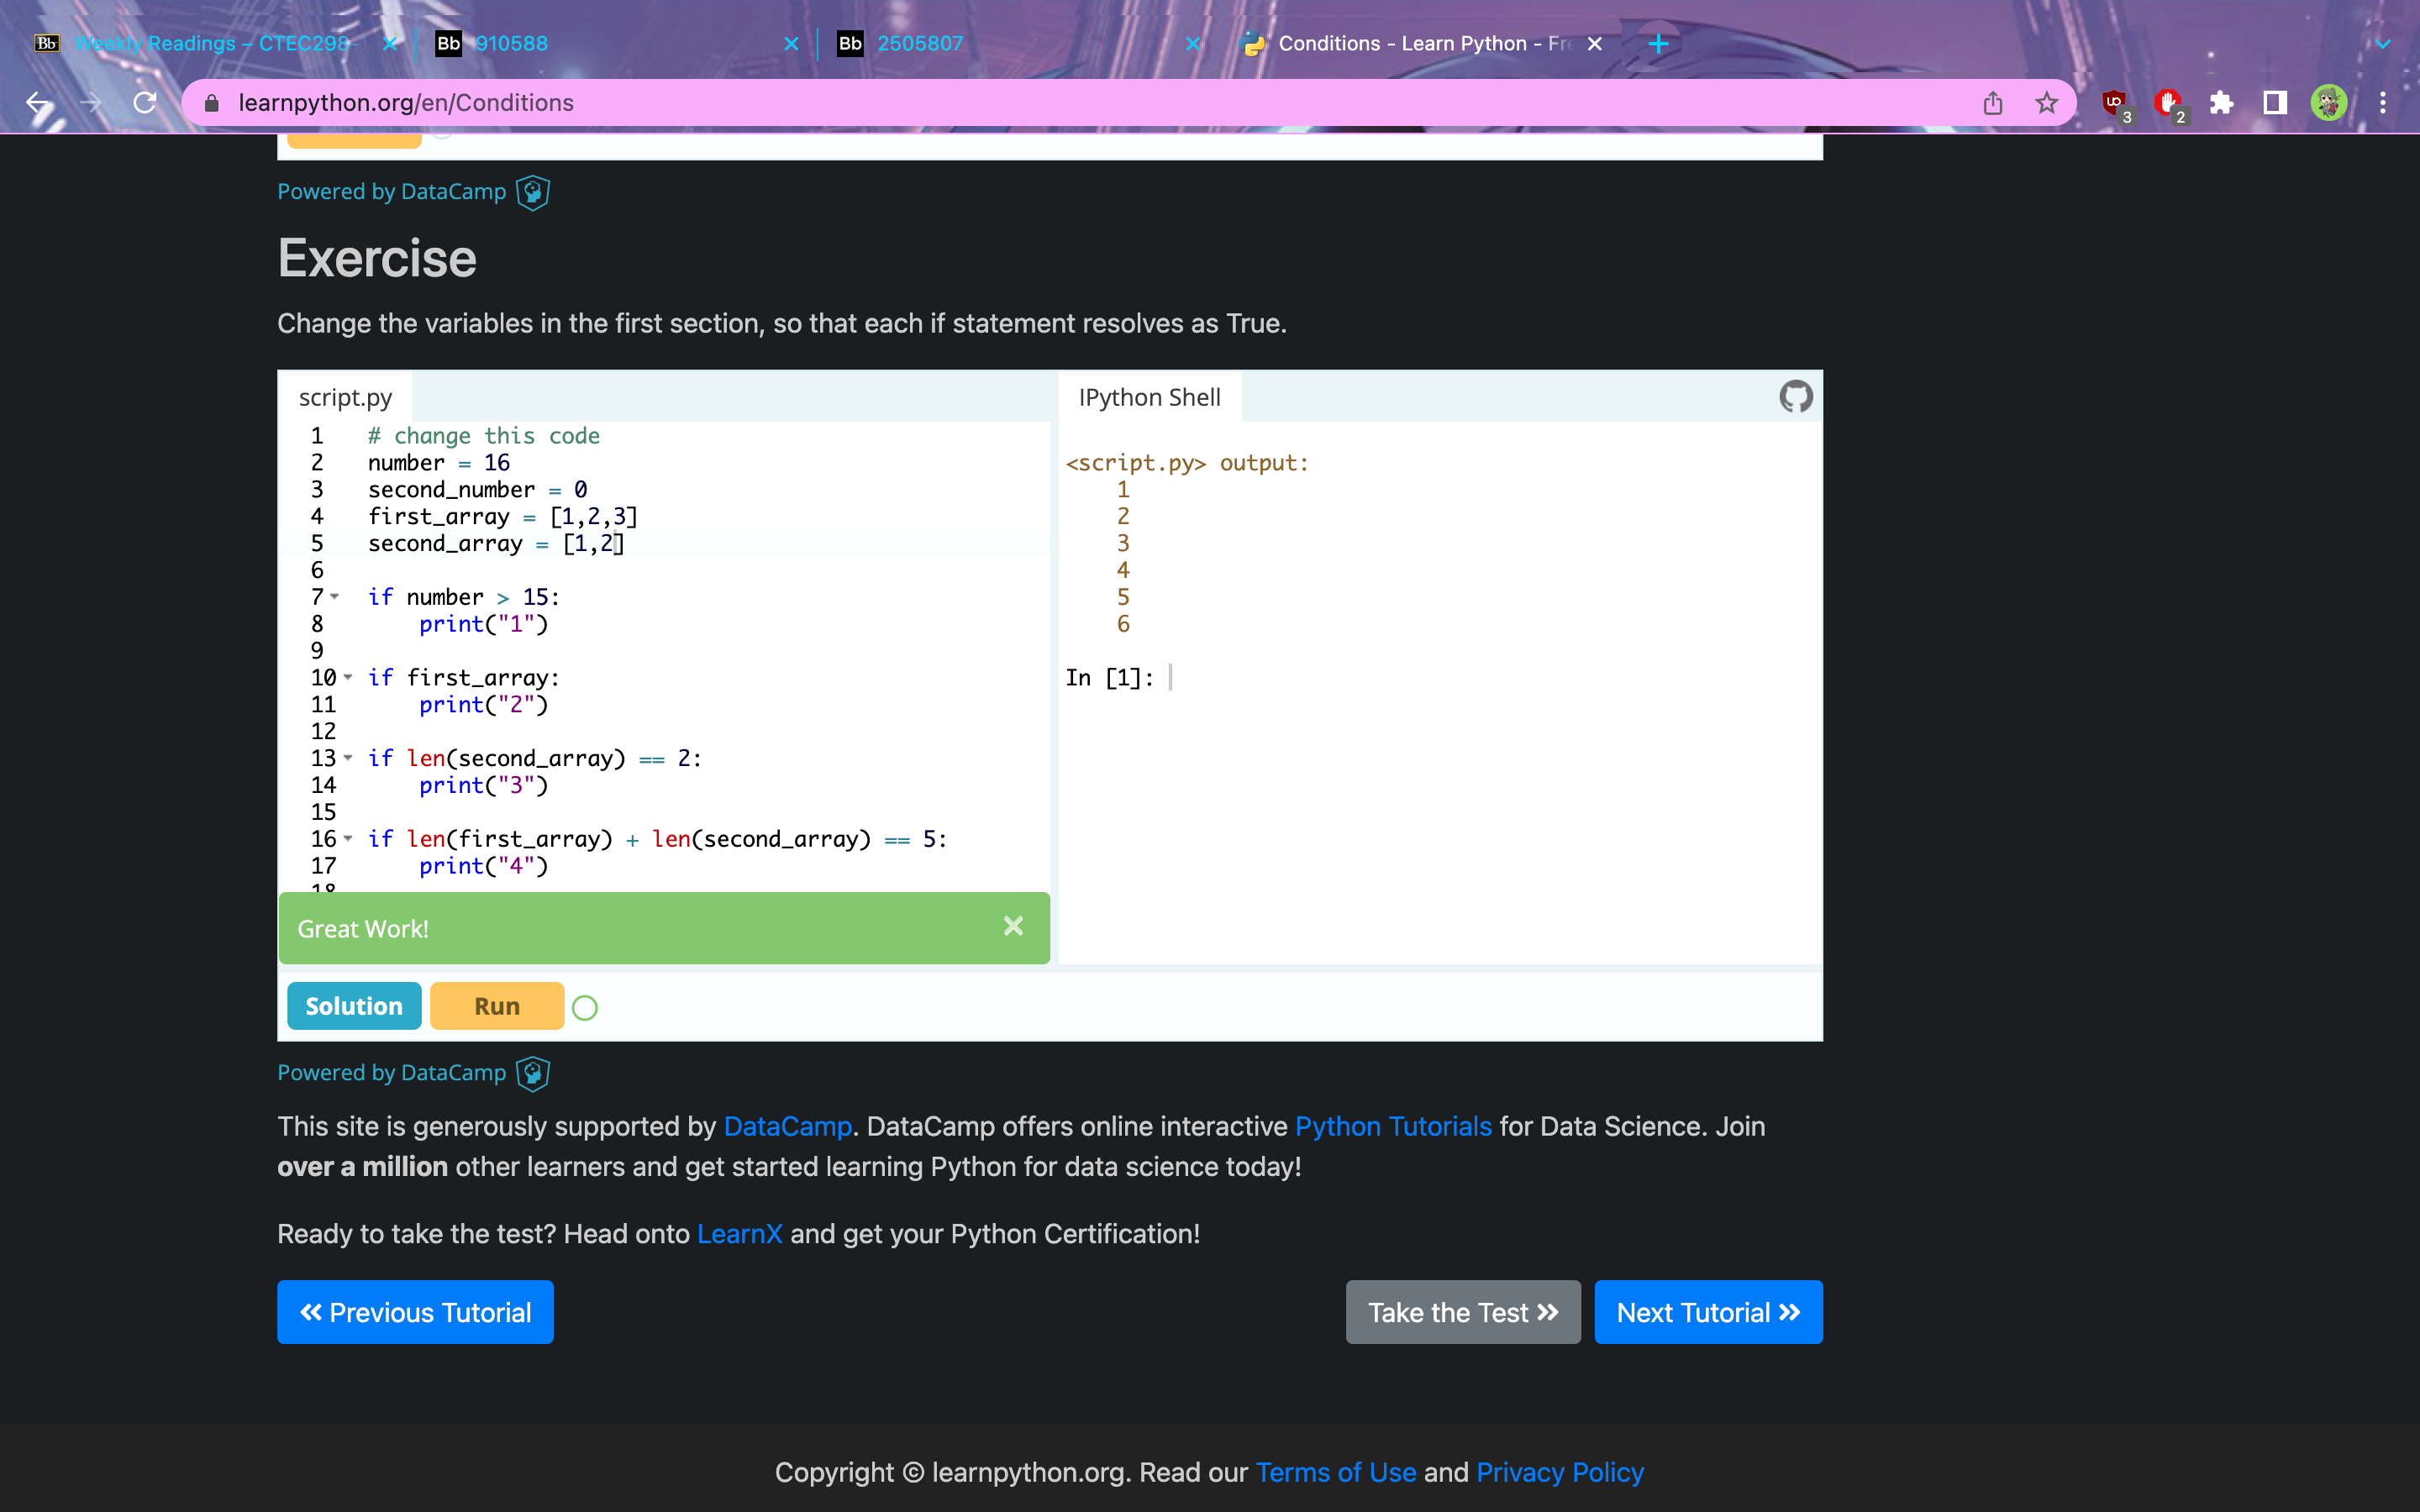 Bb Weekly Readings – CTEC298
Bb 910588
Bb 2505807
Conditions - Learn Python - Fre
learnpython.org/en/Conditions
3
2
Powered by DataCamp
Exercise
Change the variables in the first section, so that each if statement resolves as True.
script.py
1 # change this code
2 number = 16
3 second_number = 0
4 first_array = [1,2,3]
5 second_array = [1,2]
6
7 if number > 15:
8     print("1")
9
10 if first_array:
11     print("2")
12
13 if len(second_array) == 2:
14     print("3")
15
16 if len(first_array) + len(second_array) == 5:
17     print("4")
18
Great Work!
IPython Shell
<script.py> output:
1
2
3
4
5
6
In [1]:
Solution Run
Powered by DataCamp
This site is generously supported by DataCamp. DataCamp offers online interactive Python Tutorials for Data Science. Join
over a million other learners and get started learning Python for data science today!
Ready to take the test? Head onto LearnX and get your Python Certification!
« Previous Tutorial
Take the Test »
Next Tutorial »
Copyright © learnpython.org. Read our Terms of Use and Privacy Policy